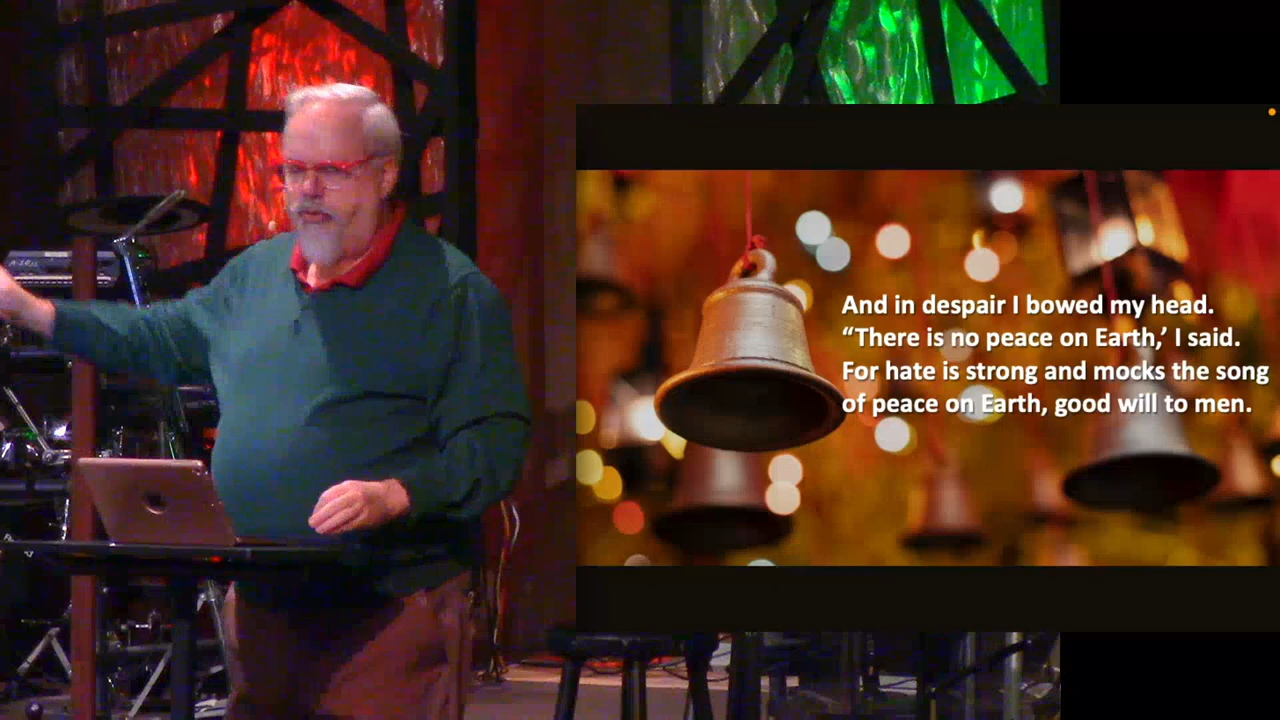 And in despair I bowed my head.
“There is no peace on Earth,’ I said.
For hate is strong and mocks the song
of peace on Earth, good will to men.